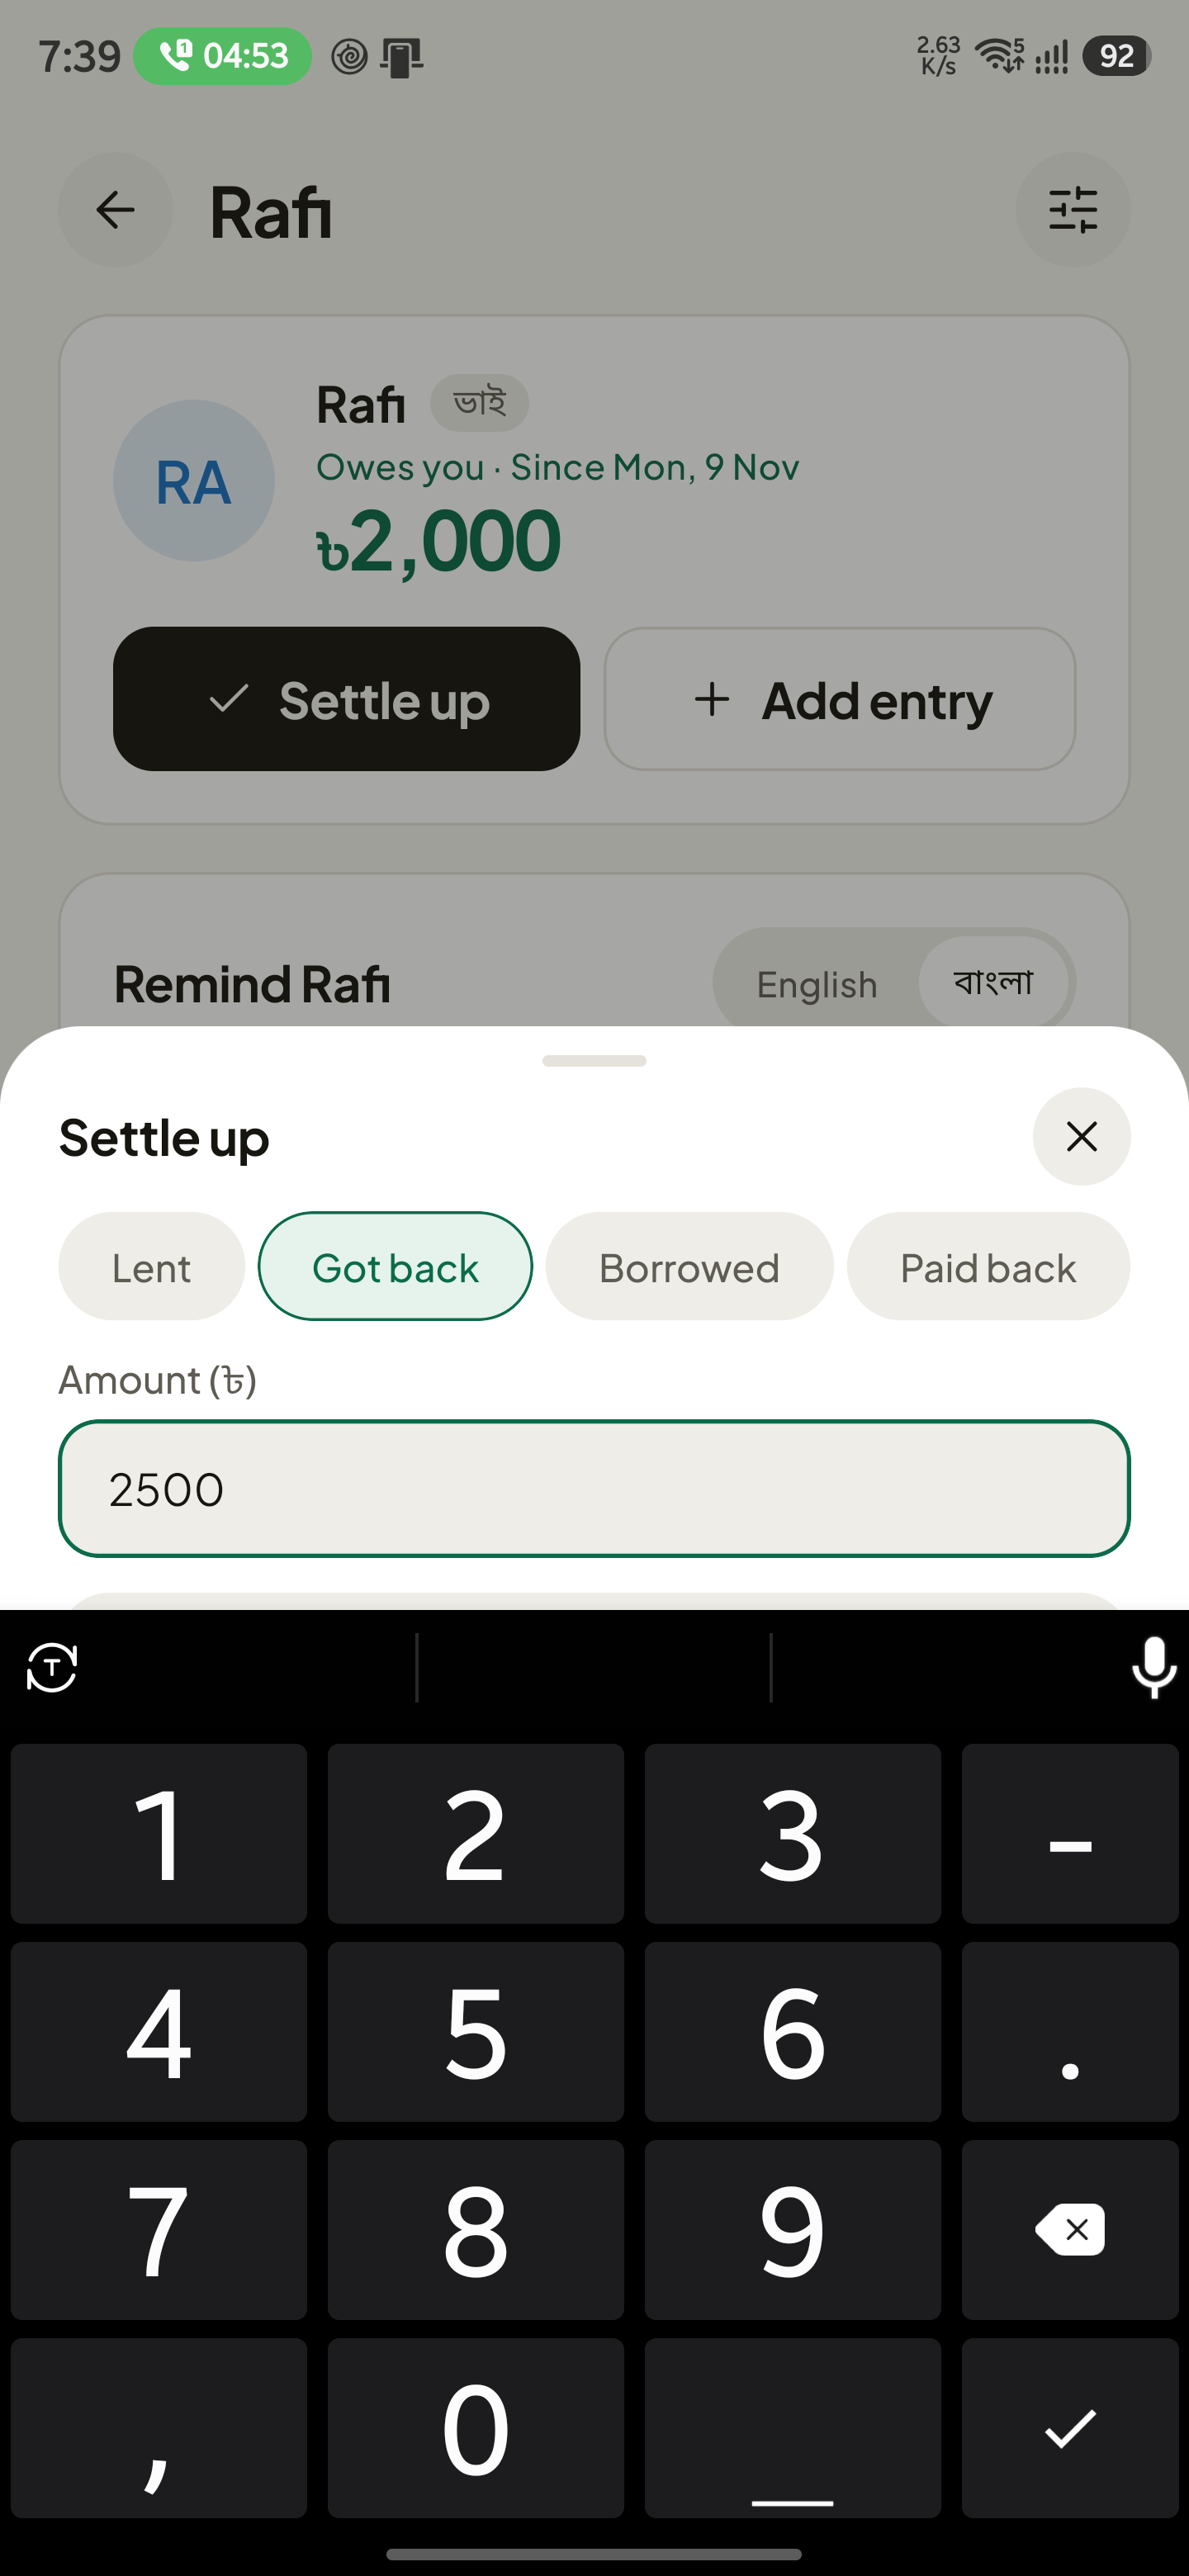 7:39 1 04:53 2.63 K/s 5 92
Rafi
Rafi ভাই
Owes you · Since Mon, 9 Nov
RA
৳2,000
Settle up
Add entry
Remind Rafi
English বাংলা
Settle up
Lent Got back Borrowed Paid back
Amount (৳)
2500
T
1 2 3 -
4 5 6 .
7 8 9
, 0